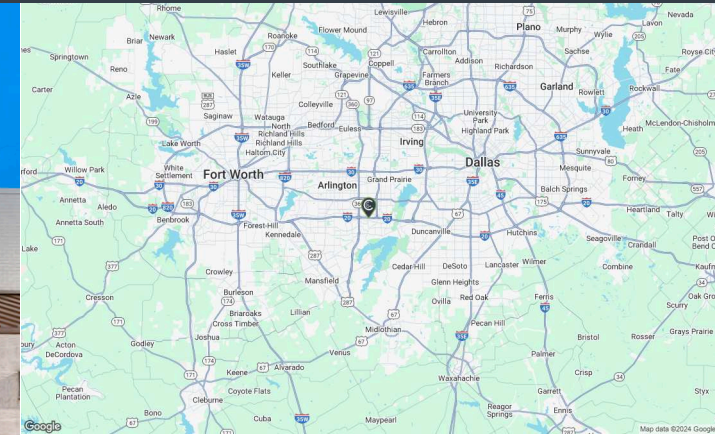 Rhome
Lewisville
Nevada
Hebron
Plano
Lavon
Briar
Newark
Roanoke
Flower Mound
Murphy
Wylie
Haslet
Carrollton
Sachse
Royse City
Springtown
Southlake
Coppell
Addison
Richardson
Reno
Keller
Grapevine
Farmers
Branch
Garland
Fate
Carter
Azle
Colleyville
Rowlett
Rockwall
Saginaw
Watauga
University
Park
McLendon-Chisholm
North
Richland Hills
Bedford
Euless
Highland Park
Heath
Lake Worth
Richland Hills
Irving
Haltom City
Dallas
Sunnyvale
Willow Park
White
Settlement
Fort Worth
Mesquite
Forney
Arlington
Grand Prairie
Balch Springs
Annetta
Aledo
Heartland
Talty
Annetta South
Benbrook
Forest Hill
Kennedale
Duncanville
Hutchins
Seagoville
Crandall
Crowley
Cedar Hill
DeSoto
Lancaster
Wilmer
Combine
Mansfield
Glenn Heights
Cresson
Burleson
Ovilla
Red Oak
Ferris
Scurry
Briaroaks
Lillian
Cross Timber
Midlothian
Pecan Hill
Rosser
Grays Prairie
Acton
Godley
Joshua
Bristol
DeCordova
Venus
Palmer
Keene
Alvarado
Crisp
Pecan
Plantation
Coyote Flats
Waxahachie
Garrett
Styx
Cleburne
Reagor
Springs
Bono
Cuba
Maypearl
Ennis
Google
Map data ©2024 Google